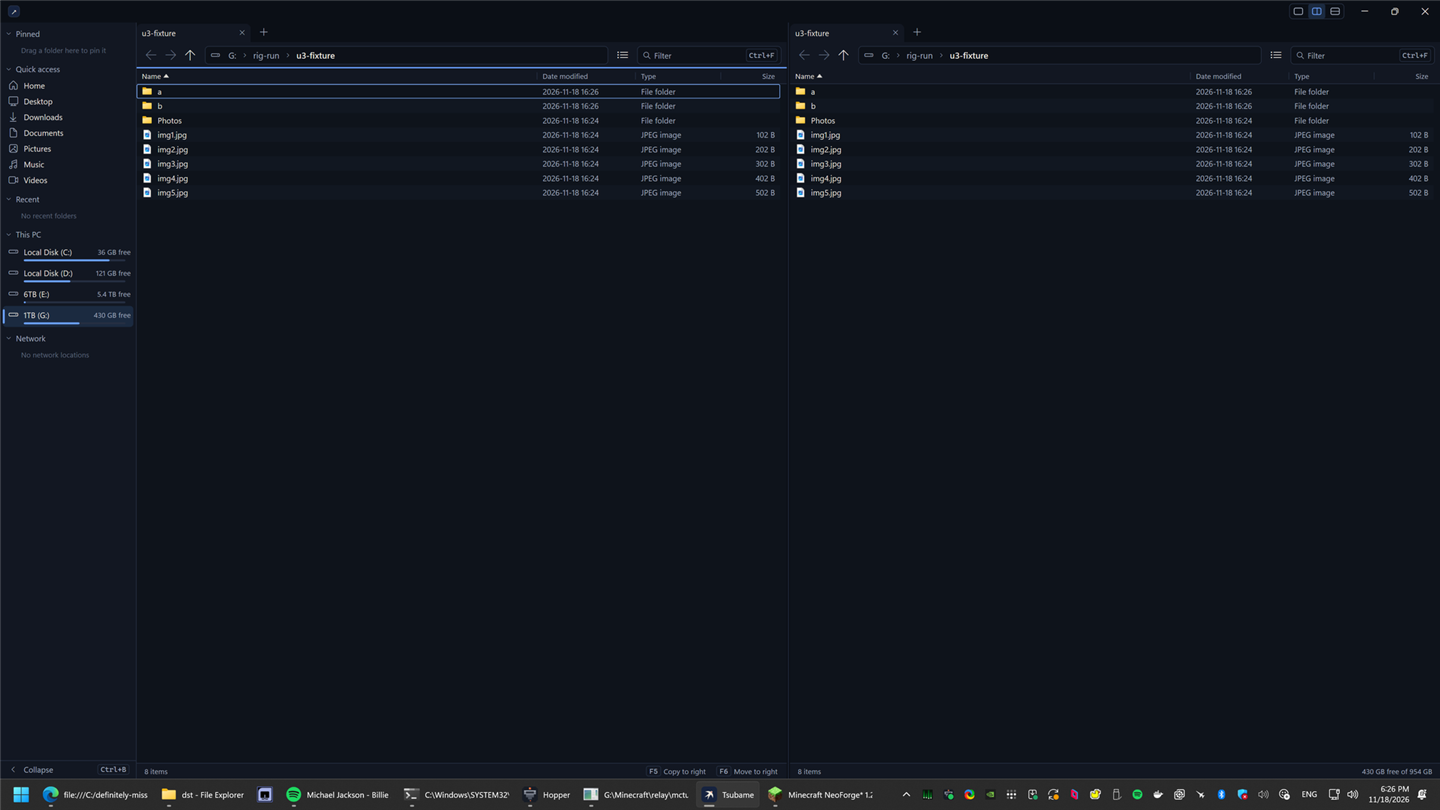 Pinned
Drag a folder here to pin it
Quick access
Home
Desktop
Downloads
Documents
Pictures
Music
Videos
Recent
No recent folders
This PC
Local Disk (C:) 36 GB free
Local Disk (D:) 121 GB free
6TB (E:) 5.4 TB free
1TB (G:) 430 GB free
Network
No network locations
Collapse Ctrl+B
u3-fixture
G: rig-run u3-fixture
Filter Ctrl+F
Name Date modified Type Size
a 2026-11-18 16:26 File folder
b 2026-11-18 16:26 File folder
Photos 2026-11-18 16:24 File folder
img1.jpg 2026-11-18 16:24 JPEG image 102 B
img2.jpg 2026-11-18 16:24 JPEG image 202 B
img3.jpg 2026-11-18 16:24 JPEG image 302 B
img4.jpg 2026-11-18 16:24 JPEG image 402 B
img5.jpg 2026-11-18 16:24 JPEG image 502 B
8 items F5 Copy to right F6 Move to right
u3-fixture
G: rig-run u3-fixture
Filter Ctrl+F
Name Date modified Type Size
a 2026-11-18 16:26 File folder
b 2026-11-18 16:26 File folder
Photos 2026-11-18 16:24 File folder
img1.jpg 2026-11-18 16:24 JPEG image 102 B
img2.jpg 2026-11-18 16:24 JPEG image 202 B
img3.jpg 2026-11-18 16:24 JPEG image 302 B
img4.jpg 2026-11-18 16:24 JPEG image 402 B
img5.jpg 2026-11-18 16:24 JPEG image 502 B
8 items 430 GB free of 954 GB
file:///C:/definitely-miss dst - File Explorer Michael Jackson - Billie C:\Windows\SYSTEM32\ Hopper G:\Minecraft\relay\mctu Tsubame Minecraft NeoForge* 1.2 ENG 6:26 PM
11/18/2026